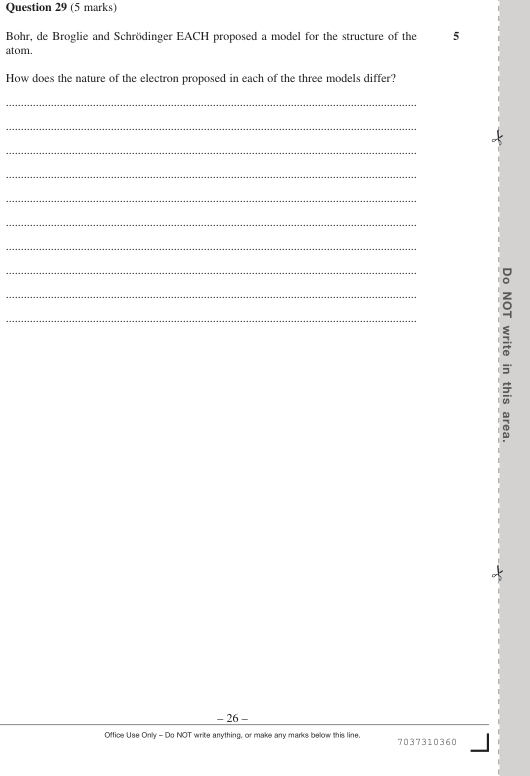 Question 29 (5 marks)
Bohr, de Broglie and Schrödinger EACH proposed a model for the structure of the atom.
5
How does the nature of the electron proposed in each of the three models differ?
Do NOT write in this area.
– 26 –
Office Use Only – Do NOT write anything, or make any marks below this line.
7037310360